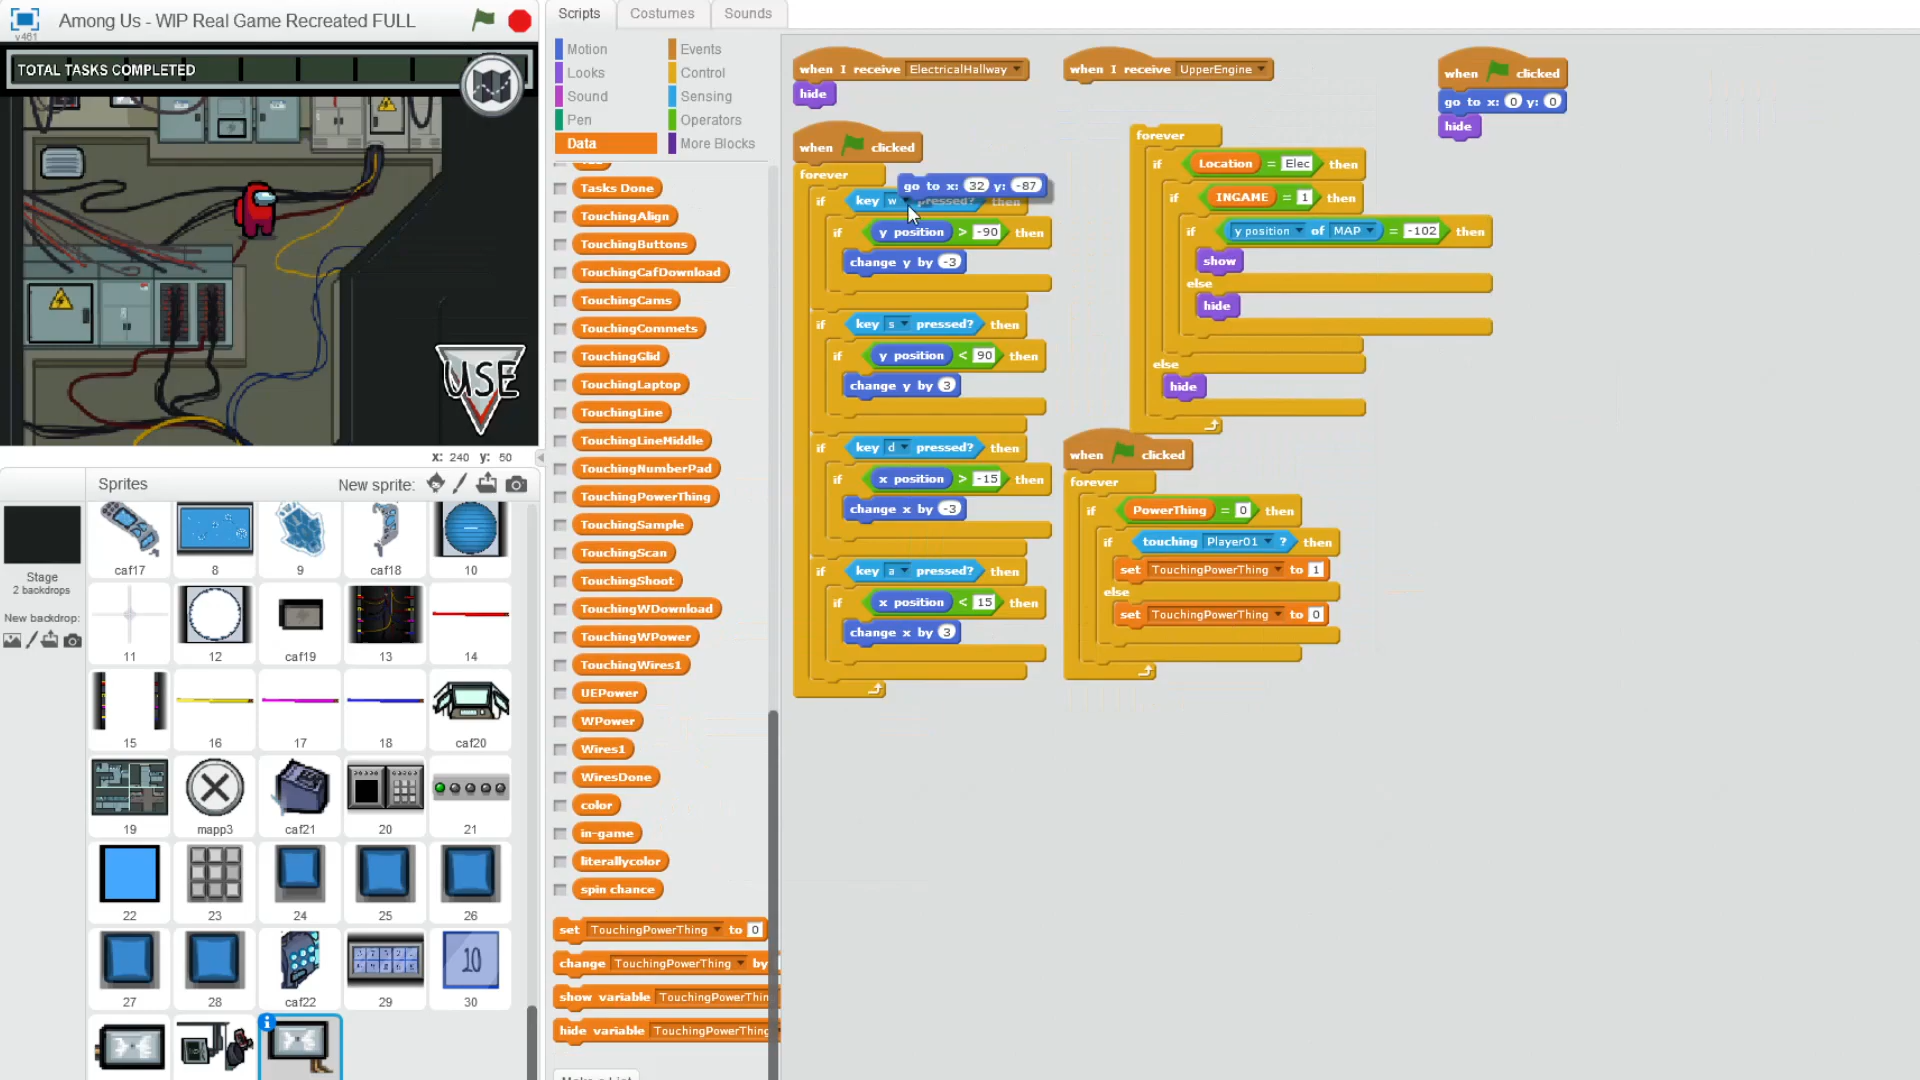 Among Us - WIP Real Game Recreated FULL
v461
TOTAL TASKS COMPLETED
USE
x: 240 y: 50
Sprites
New sprite:
Stage
2 backdrops
New backdrop:
caf17
8
9
caf18
10
11
12
caf19
13
14
15
16
17
18
caf20
19
mapp3
caf21
20
21
22
23
24
25
26
27
28
caf22
29
10
30
Scripts
Costumes
Sounds
Motion
Looks
Sound
Pen
Data
Events
Control
Sensing
Operators
More Blocks
Tasks Done
TouchingAlign
TouchingButtons
TouchingCafDownload
TouchingCams
TouchingCommets
TouchingGlid
TouchingLaptop
TouchingLine
TouchingLineMiddle
TouchingNumberPad
TouchingPowerThing
TouchingSample
TouchingScan
TouchingShoot
TouchingWDownload
TouchingWPower
TouchingWires1
UEPower
WPower
Wires1
WiresDone
color
in-game
literallycolor
spin chance
set TouchingPowerThing to 0
change TouchingPowerThing by
show variable TouchingPowerThin
hide variable TouchingPowerThing
Make a List
when I receive ElectricalHallway
hide
when clicked
forever
go to x: 32 y: -87
if key w pressed? then
if y position > -90 then
change y by -3
if key s pressed? then
if y position < 90 then
change y by 3
if key d pressed? then
if x position > -15 then
change x by -3
if key a pressed? then
if x position < 15 then
change x by 3
when I receive UpperEngine
forever
if Location = Elec then
if INGAME = 1 then
if y position of MAP = -102 then
show
else
hide
else
hide
when clicked
forever
if PowerThing = 0 then
if touching Player01 ? then
set TouchingPowerThing to 1
else
set TouchingPowerThing to 0
when clicked
go to x: 0 y: 0
hide